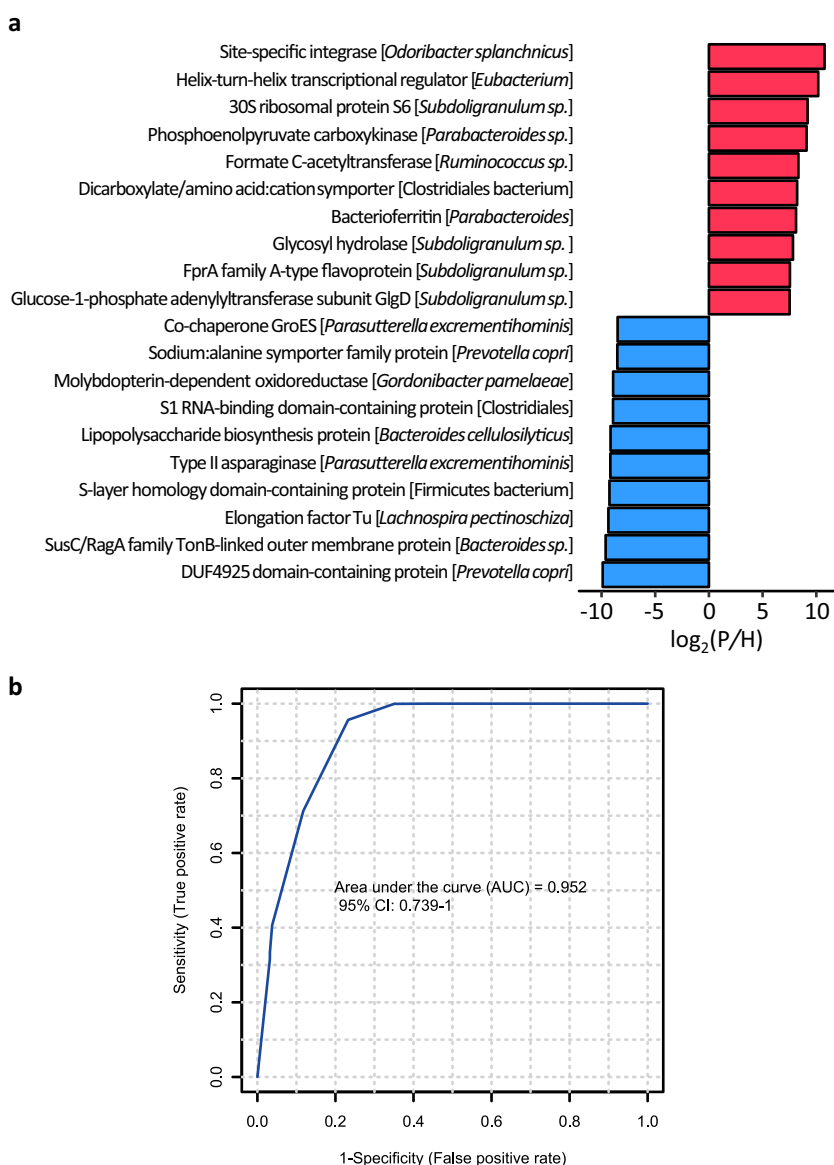 a
Site-specific integrase [Odoribacter splanchnicus]
Helix-turn-helix transcriptional regulator [Eubacterium]
30S ribosomal protein S6 [Subdoligranulum sp.]
Phosphoenolpyruvate carboxykinase [Parabacteroides sp.]
Formate C-acetyltransferase [Ruminococcus sp.]
Dicarboxylate/amino acid:cation symporter [Clostridiales bacterium]
Bacterioferritin [Parabacteroides]
Glycosyl hydrolase [Subdoligranulum sp. ]
FprA family A-type flavoprotein [Subdoligranulum sp.]
Glucose-1-phosphate adenylyltransferase subunit GlgD [Subdoligranulum sp.]
Co-chaperone GroES [Parasutterella excrementihominis]
Sodium:alanine symporter family protein [Prevotella copri]
Molybdopterin-dependent oxidoreductase [Gordonibacter pamelaeae]
S1 RNA-binding domain-containing protein [Clostridiales]
Lipopolysaccharide biosynthesis protein [Bacteroides cellulosilyticus]
Type II asparaginase [Parasutterella excrementihominis]
S-layer homology domain-containing protein [Firmicutes bacterium]
Elongation factor Tu [Lachnospira pectinoschiza]
SusC/RagA family TonB-linked outer membrane protein [Bacteroides sp.]
DUF4925 domain-containing protein [Prevotella copri]
-10 -5 0 5 10
log2(P/H)
b
1.0
0.8
0.6
0.4
0.2
0.0
Sensitivity (True positive rate)
Area under the curve (AUC) = 0.952
95% CI: 0.739-1
0.0 0.2 0.4 0.6 0.8 1.0
1-Specificity (False positive rate)